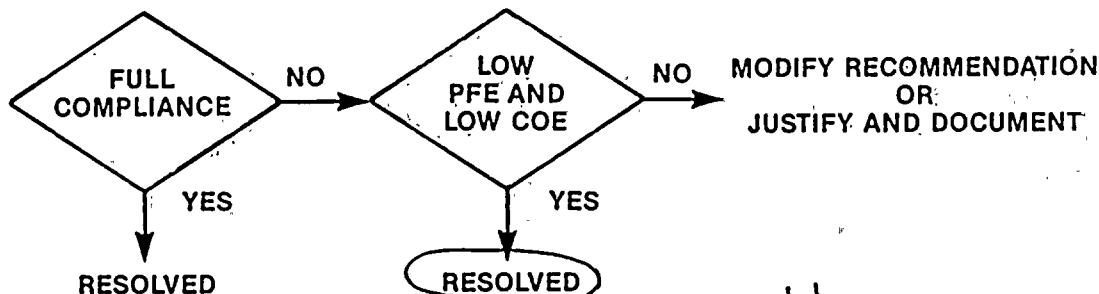 FULL
COMPLIANCE
NO
LOW
PFE AND
LOW COE
NO
MODIFY RECOMMENDATION
OR
JUSTIFY AND DOCUMENT
YES
YES
RESOLVED
RESOLVED